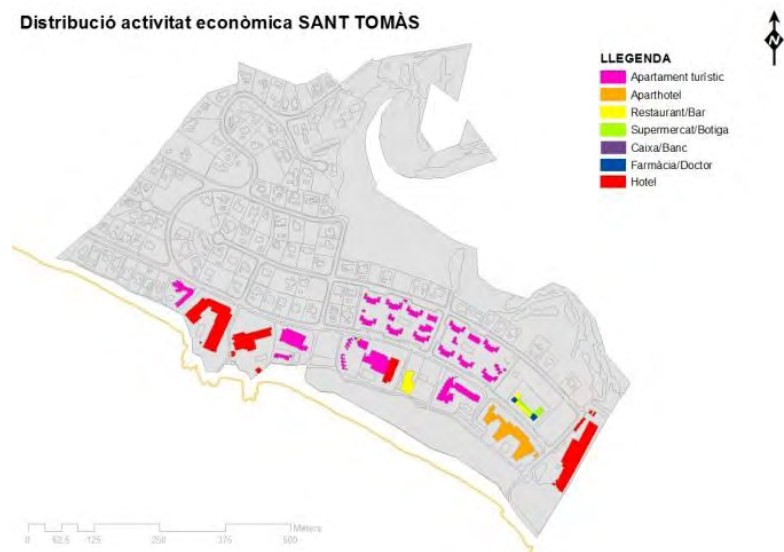 Distribució activitat econòmica SANT TOMÀS
N
LLEGENDA
Apartament turístic
Aparthotel
Restaurant/Bar
Supermercat/Botiga
Caixa/Banc
Farmàcia/Doctor
Hotel
Meters
0 62,5 125 250 375 500